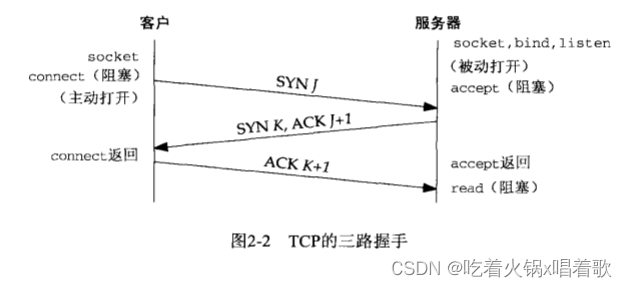 客户
服务器
socket
connect（阻塞）
（主动打开）
socket,bind,listen
（被动打开）
accept（阻塞）
SYN J
SYN K, ACK J+1
connect返回
ACK K+1
accept返回
read（阻塞）
图2-2 TCP的三路握手
CSDN @吃着火锅x唱着歌